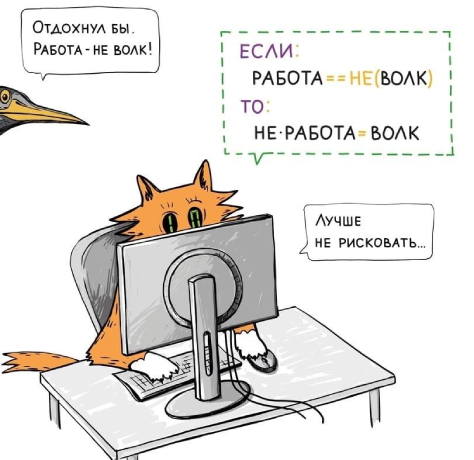 Отдохнул бы.
Работа - не волк!
ЕСЛИ:
РАБОТА==НЕ(ВОЛК)
ТО:
НЕ·РАБОТА=ВОЛК
Лучше
не рисковать...